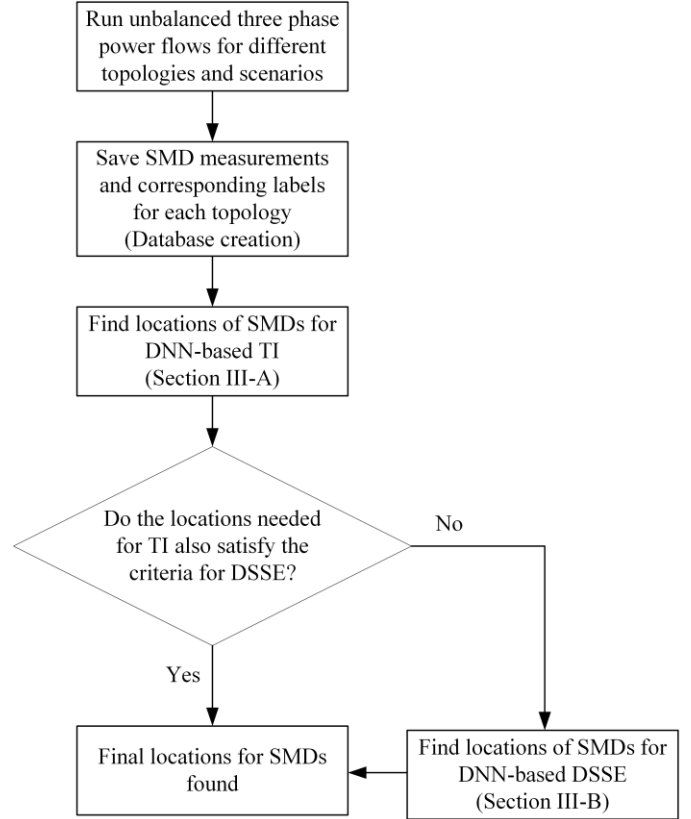 Run unbalanced three phase
power flows for different
topologies and scenarios
Save SMD measurements
and corresponding labels
for each topology
(Database creation)
Find locations of SMDs for
DNN-based TI
(Section III-A)
Do the locations needed
for TI also satisfy the
criteria for DSSE?
No
Yes
Final locations for SMDs
found
Find locations of SMDs for
DNN-based DSSE
(Section III-B)